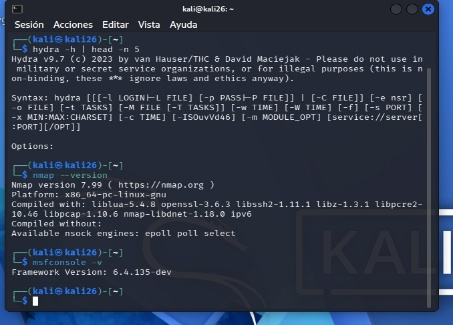 kali@kali26: ~
Sesión Acciones Editar Vista Ayuda
┌──(kali㉿kali26)-[~]
└─$ hydra -h | head -n 5
Hydra v9.7 (c) 2023 by van Hauser/THC & David Maciejak - Please do not use in
military or secret service organizations, or for illegal purposes (this is n
on-binding, these *** ignore laws and ethics anyway).
Syntax: hydra [[[-l LOGIN|-L FILE] [-p PASS|-P FILE]] | [-C FILE]] [-e nsr] [
-o FILE] [-t TASKS] [-M FILE [-T TASKS]] [-w TIME] [-W TIME] [-f] [-s PORT] [
-x MIN:MAX:CHARSET] [-c TIME] [-ISOuvVd46] [-m MODULE_OPT] [service://server[
:PORT][/OPT]]
Options:
┌──(kali㉿kali26)-[~]
└─$ nmap --version
Nmap version 7.99 ( https://nmap.org )
Platform: x86_64-pc-linux-gnu
Compiled with: liblua-5.4.8 openssl-3.6.3 libssh2-1.11.1 libz-1.3.1 libpcre2-
10.46 libpcap-1.10.6 nmap-libdnet-1.18.0 ipv6
Compiled without:
Available nsock engines: epoll poll select
┌──(kali㉿kali26)-[~]
└─$ msfconsole -v
Framework Version: 6.4.135-dev
┌──(kali㉿kali26)-[~]
└─$
KALI